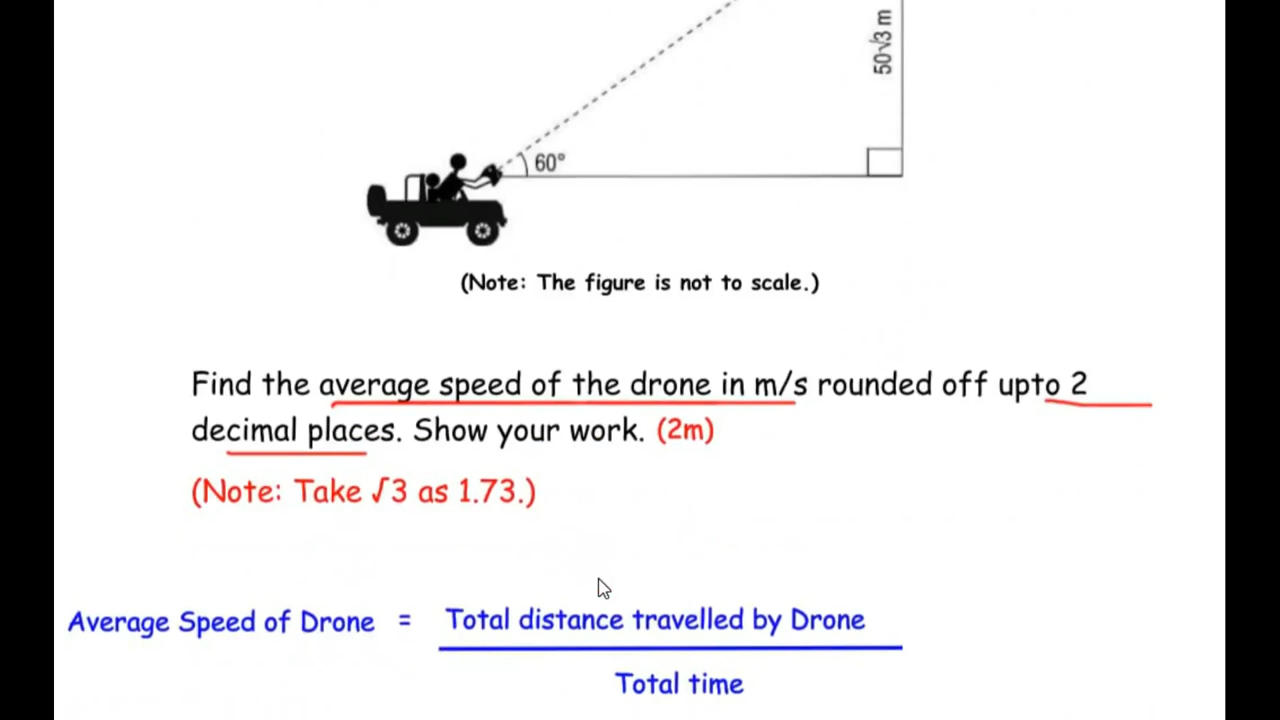 50√3 m
60°
(Note: The figure is not to scale.)
Find the average speed of the drone in m/s rounded off upto 2
decimal places. Show your work. (2m)
(Note: Take √3 as 1.73.)
Average Speed of Drone = Total distance travelled by Drone
Total time